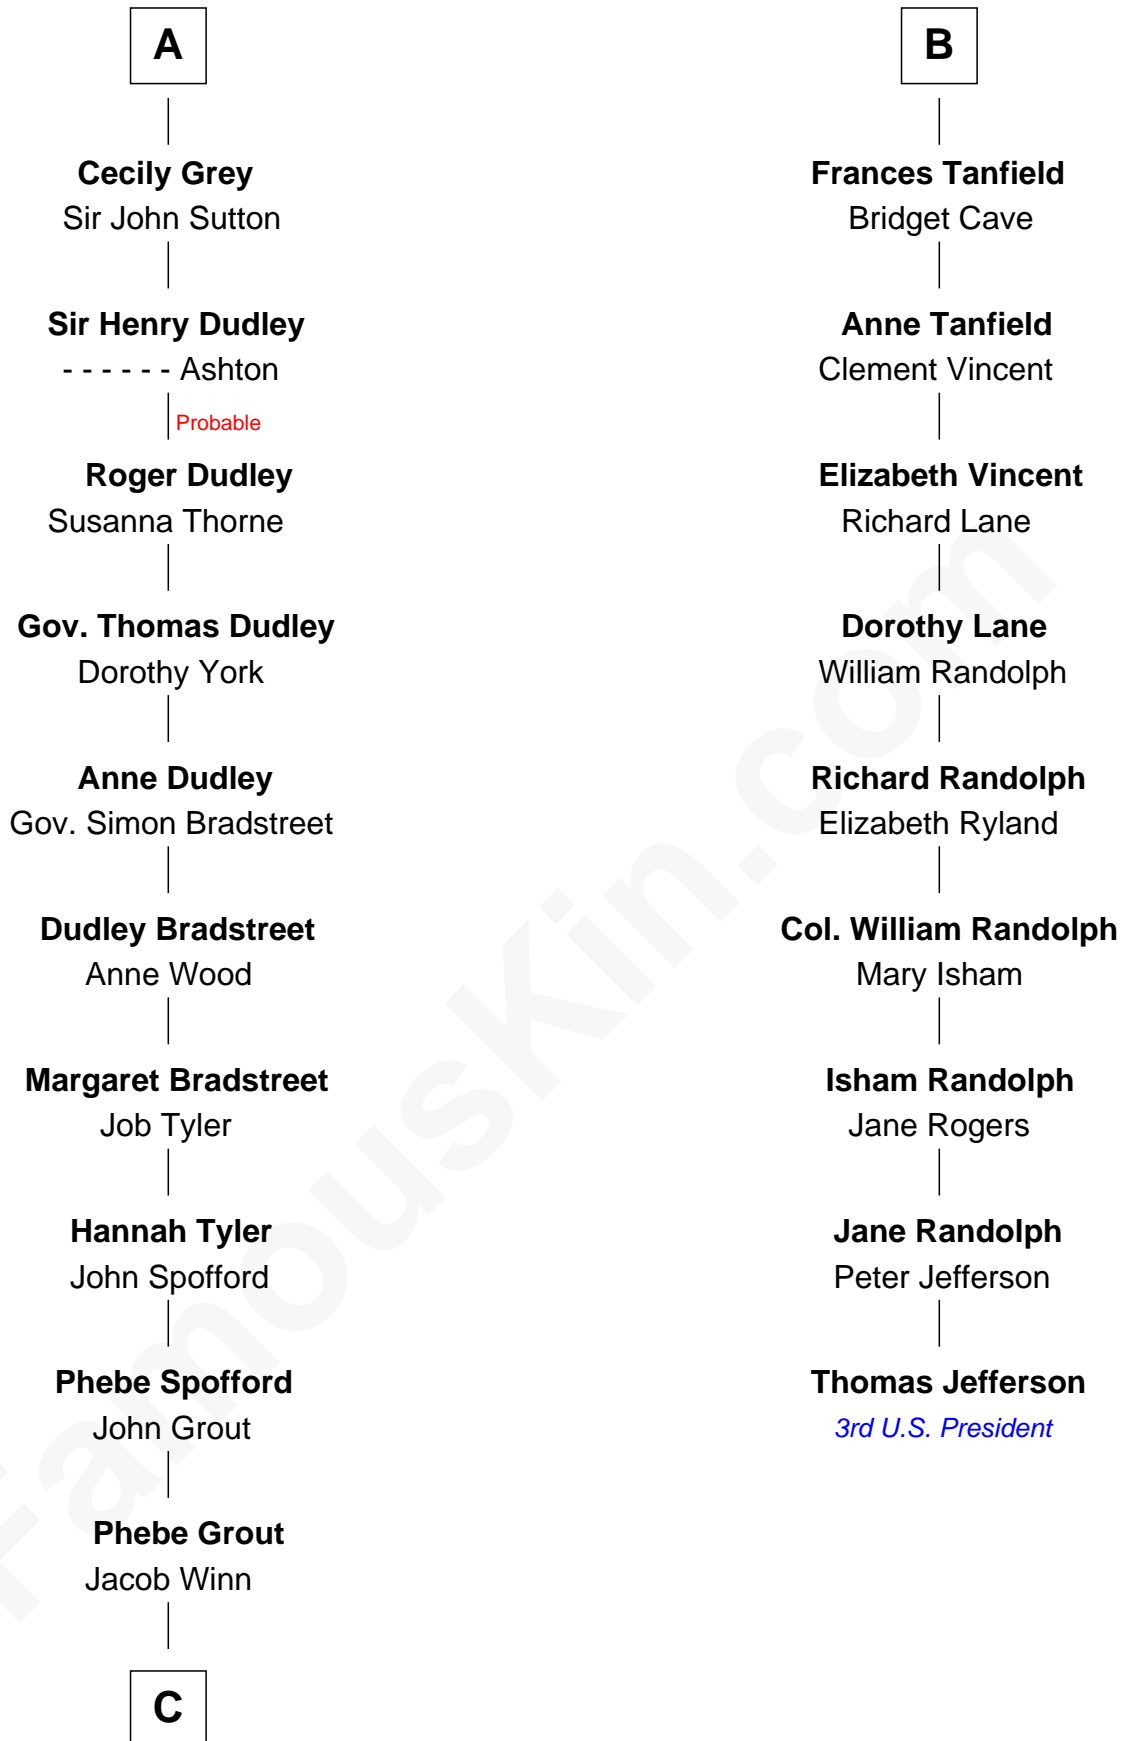 A
Cecily Grey
Sir John Sutton
Sir Henry Dudley
- - - - - - Ashton
Probable
Roger Dudley
Susanna Thorne
Gov. Thomas Dudley
Dorothy York
Anne Dudley
Gov. Simon Bradstreet
Dudley Bradstreet
Anne Wood
Margaret Bradstreet
Job Tyler
Hannah Tyler
John Spofford
Phebe Spofford
John Grout
Phebe Grout
Jacob Winn
C
B
Frances Tanfield
Bridget Cave
Anne Tanfield
Clement Vincent
Elizabeth Vincent
Richard Lane
Dorothy Lane
William Randolph
Richard Randolph
Elizabeth Ryland
Col. William Randolph
Mary Isham
Isham Randolph
Jane Rogers
Jane Randolph
Peter Jefferson
Thomas Jefferson
3rd U.S. President
FamousKin.com